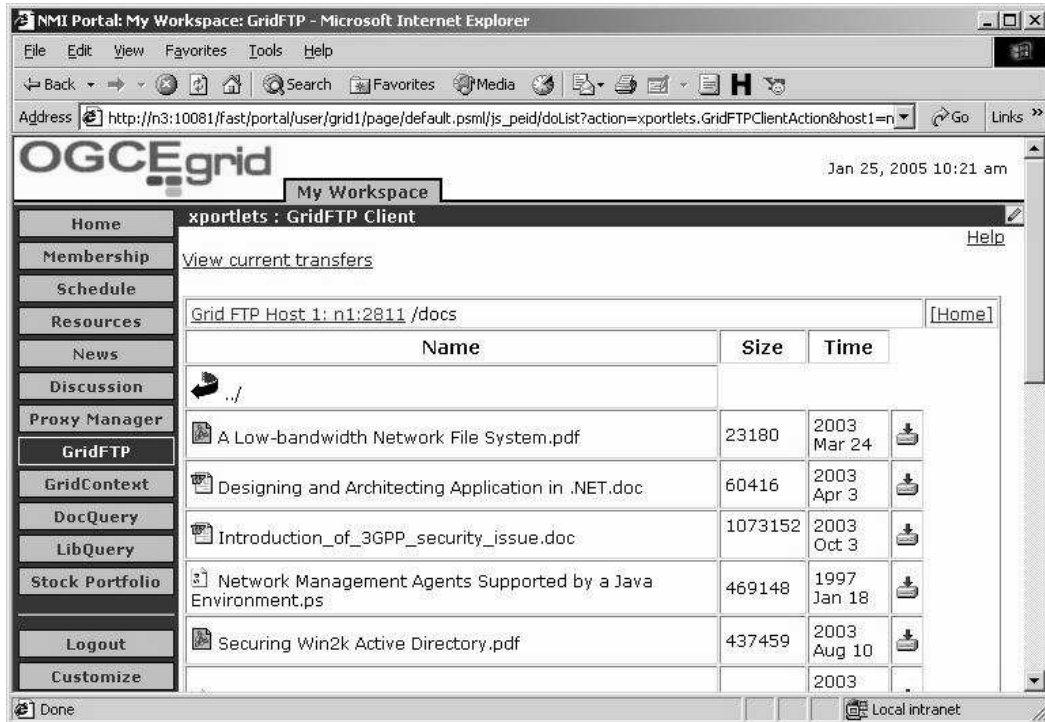 NMI Portal: My Workspace: GridFTP - Microsoft Internet Explorer
File Edit View Favorites Tools Help
Back Search Favorites Media
Address http://n3:10081/fast/portal/user/grid1/page/default.psml/js_peid/doList?action=xportlets.GridFTPClientAction&host1=n Go Links »
OGCEgrid
Jan 25, 2005 10:21 am
My Workspace
xportlets : GridFTP Client
Help
View current transfers
Home
Membership
Schedule
Resources
News
Discussion
Proxy Manager
GridFTP
GridContext
DocQuery
LibQuery
Stock Portfolio
Logout
Customize
Grid FTP Host 1: n1:2811 /docs [Home]
Name Size Time
../
A Low-bandwidth Network File System.pdf 23180 2003
Mar 24
Designing and Architecting Application in .NET.doc 60416 2003
Apr 3
Introduction_of_3GPP_security_issue.doc 1073152 2003
Oct 3
Network Management Agents Supported by a Java
Environment.ps 469148 1997
Jan 18
Securing Win2k Active Directory.pdf 437459 2003
Aug 10
2003
Done Local intranet